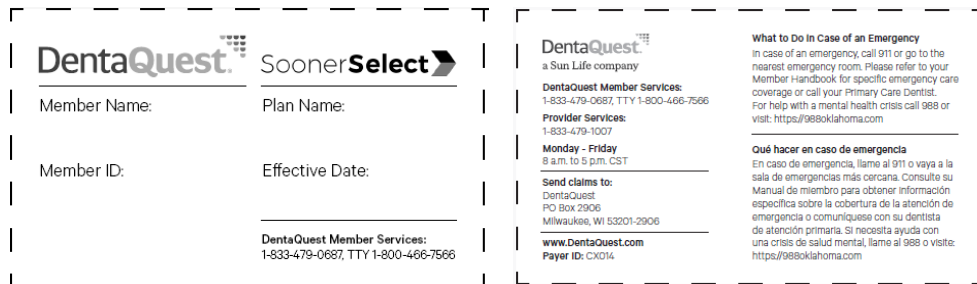 DentaQuest.
SoonerSelect
Member Name:
Plan Name:
Member ID:
Effective Date:
DentaQuest Member Services:
1-833-479-0687, TTY 1-800-466-7566
DentaQuest.
a Sun Life company
DentaQuest Member Services:
1-833-479-0687, TTY 1-800-466-7566
Provider Services:
1-833-479-1007
Monday - Friday
8 a.m. to 5 p.m. CST
Send claims to:
DentaQuest
PO Box 2906
Milwaukee, WI 53201-2906
www.DentaQuest.com
Payer ID: CX014
What to Do in Case of an Emergency
In case of an emergency, call 911 or go to the
nearest emergency room. Please refer to your
Member Handbook for specific emergency care
coverage or call your Primary Care Dentist.
For help with a mental health crisis call 988 or
visit: https://988oklahoma.com
Qué hacer en caso de emergencia
En caso de emergencia, llame al 911 o vaya a la
sala de emergencias más cercana. Consulte su
Manual de miembro para obtener información
específica sobre la cobertura de la atención de
emergencia o comuníquese con su dentista
de atención primaria. Si necesita ayuda con
una crisis de salud mental, llame al 988 o visite:
https://988oklahoma.com